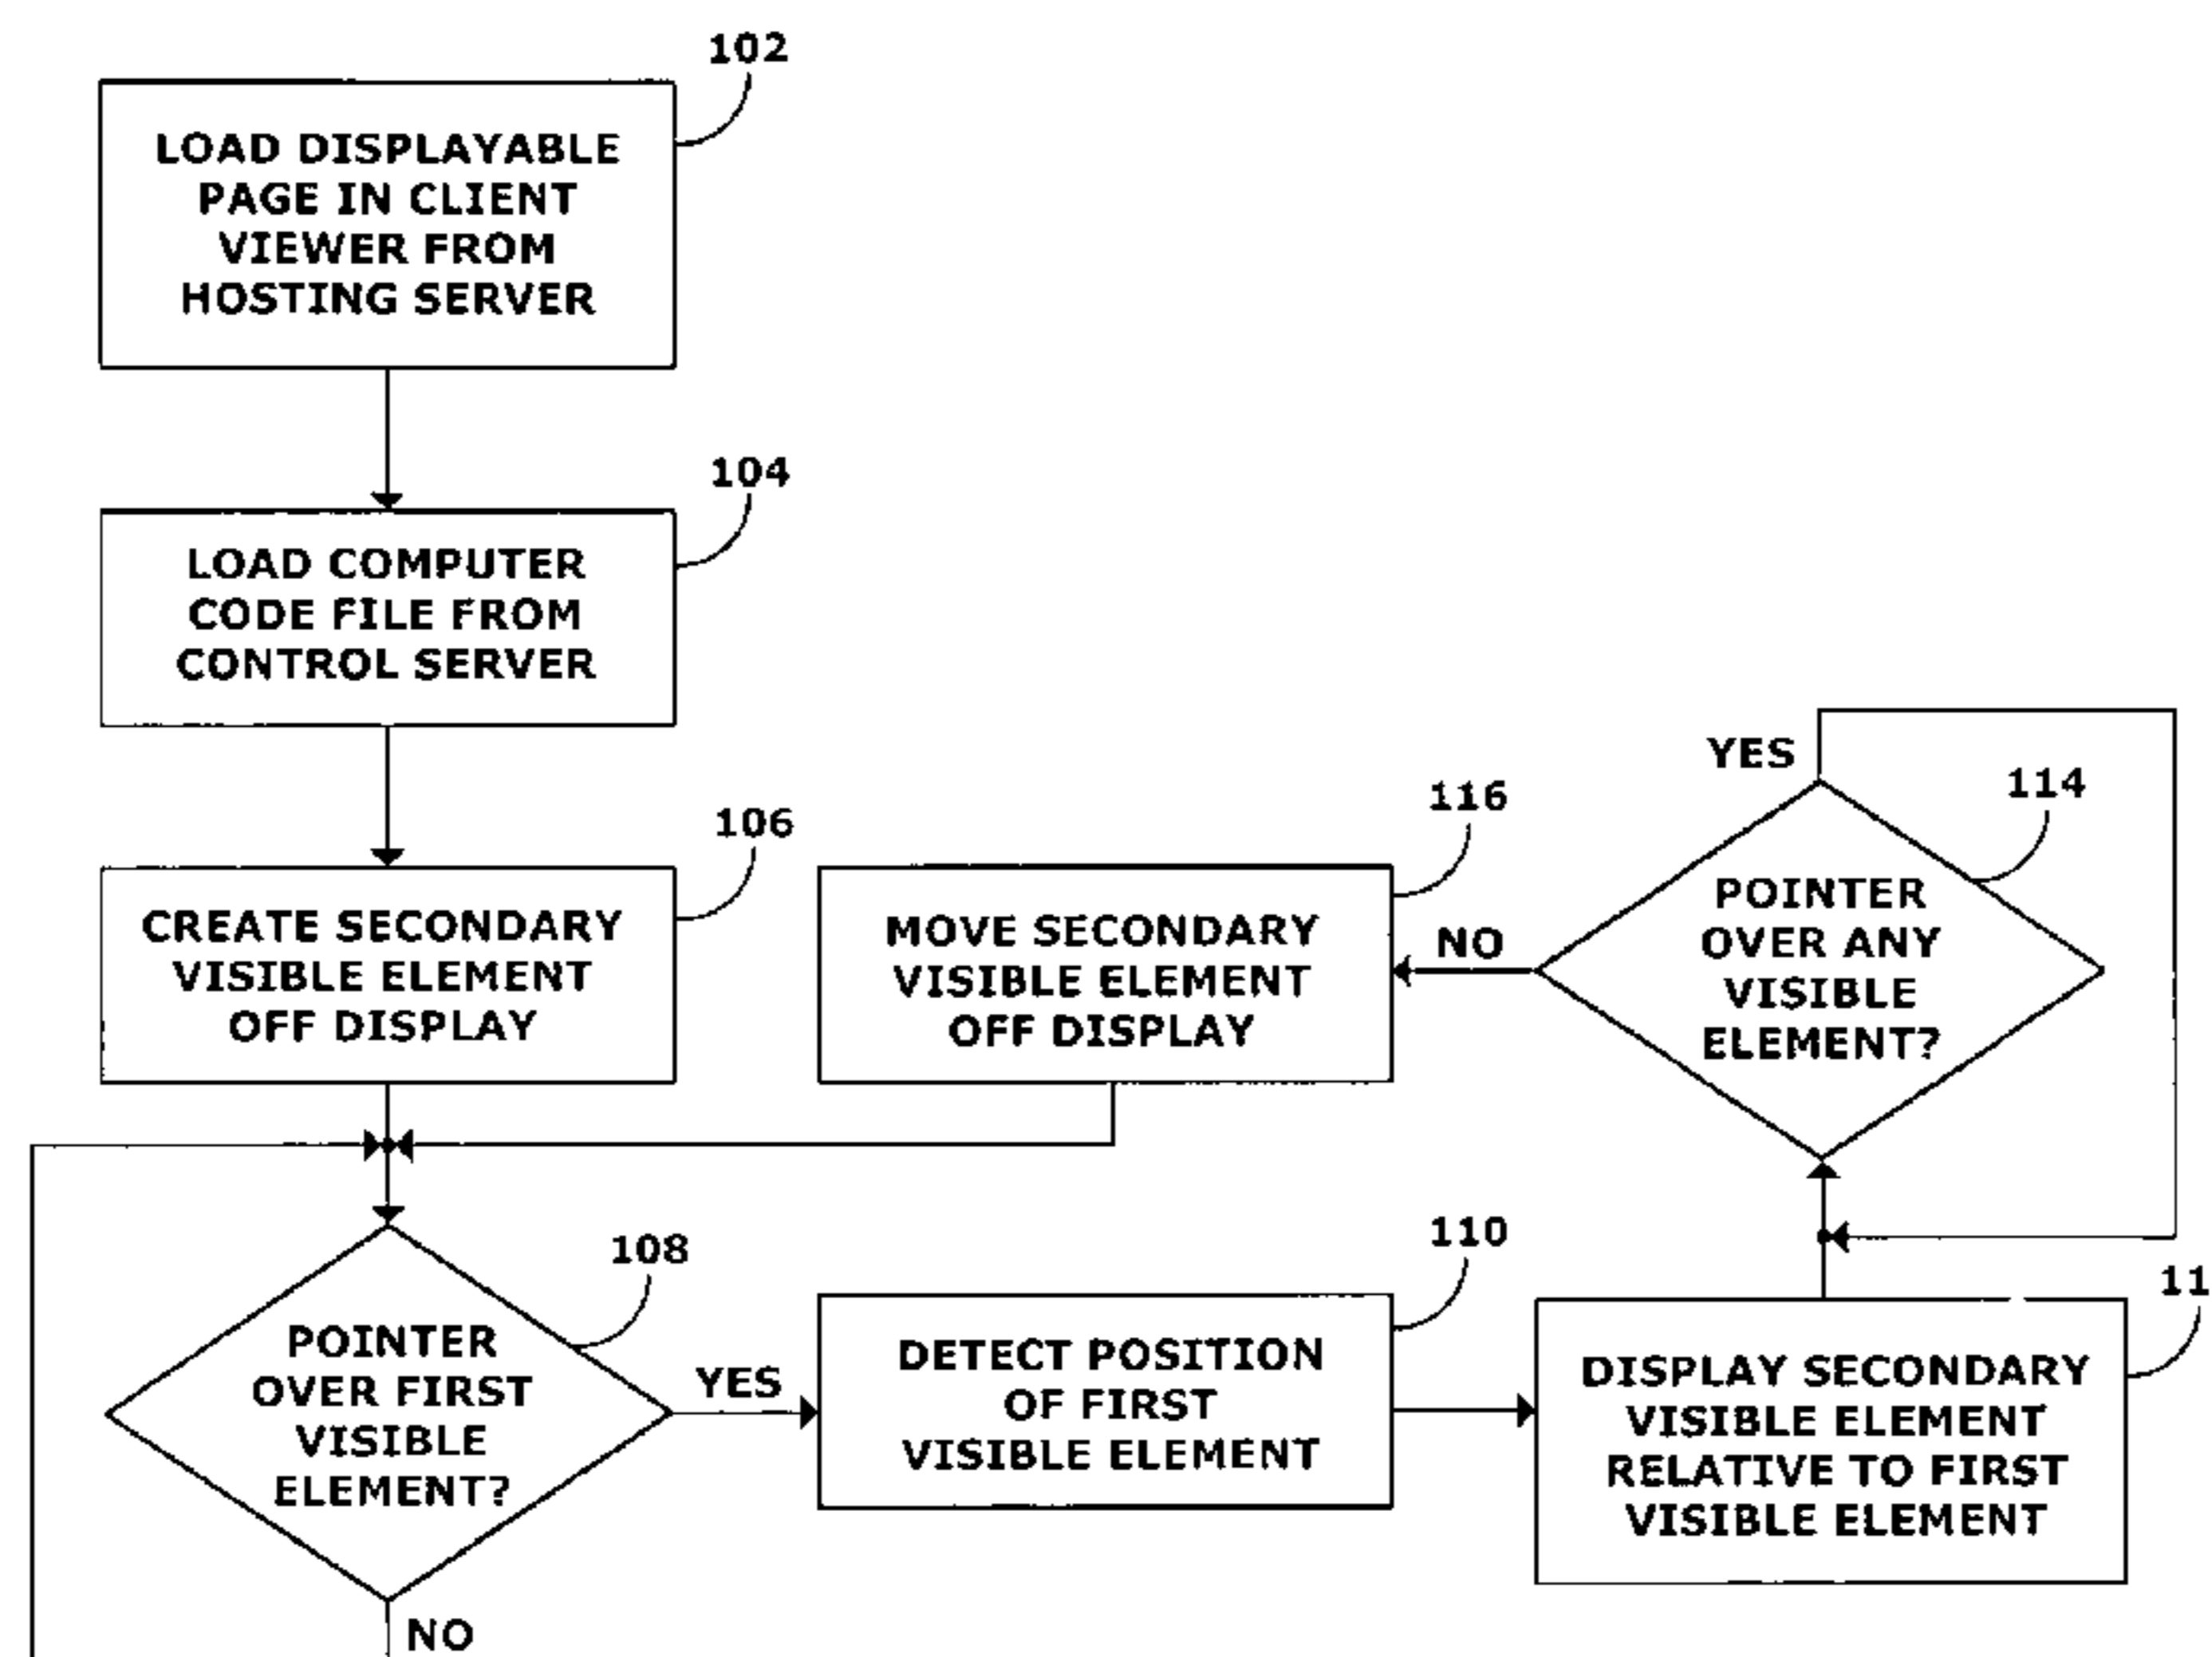 102
LOAD DISPLAYABLE
PAGE IN CLIENT
VIEWER FROM
HOSTING SERVER
104
LOAD COMPUTER
CODE FILE FROM
CONTROL SERVER
106
CREATE SECONDARY
VISIBLE ELEMENT
OFF DISPLAY
116
MOVE SECONDARY
VISIBLE ELEMENT
OFF DISPLAY
NO
YES
114
POINTER
OVER ANY
VISIBLE
ELEMENT?
108
POINTER
OVER FIRST
VISIBLE
ELEMENT?
YES
NO
110
DETECT POSITION
OF FIRST
VISIBLE ELEMENT
11
DISPLAY SECONDARY
VISIBLE ELEMENT
RELATIVE TO FIRST
VISIBLE ELEMENT